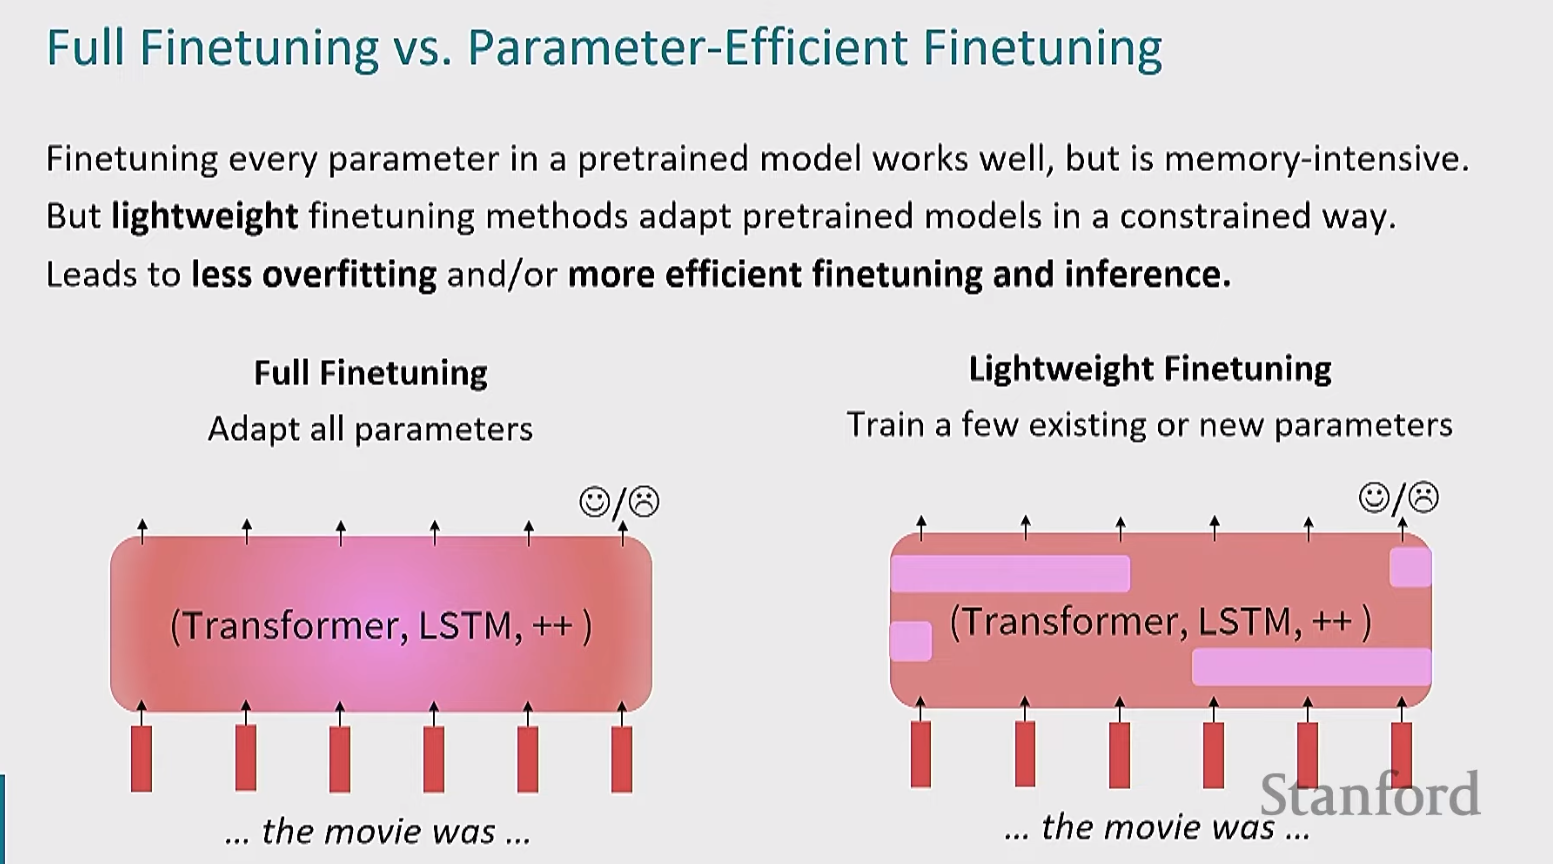 Full Finetuning vs. Parameter-Efficient Finetuning
Finetuning every parameter in a pretrained model works well, but is memory-intensive.
But lightweight finetuning methods adapt pretrained models in a constrained way.
Leads to less overfitting and/or more efficient finetuning and inference.
Full Finetuning
Adapt all parameters
☺/☹
(Transformer, LSTM, ++ )
... the movie was ...
Lightweight Finetuning
Train a few existing or new parameters
☺/☹
(Transformer, LSTM, ++ )
... the movie was ...
Stanford